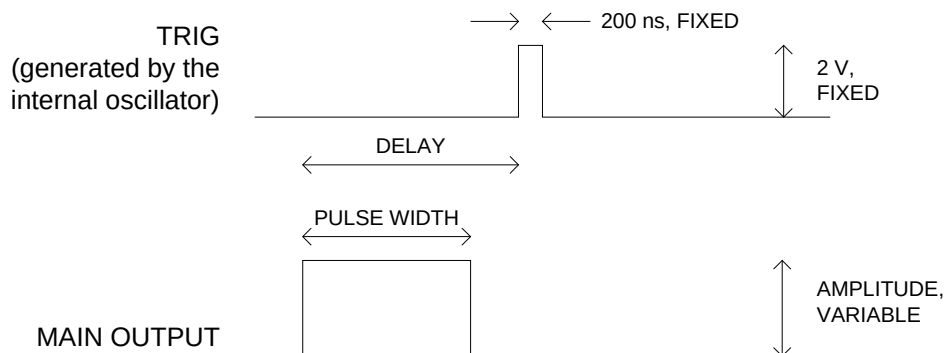 TRIG
(generated by the
internal oscillator)
200 ns, FIXED
2 V,
FIXED
DELAY
PULSE WIDTH
MAIN OUTPUT
AMPLITUDE,
VARIABLE